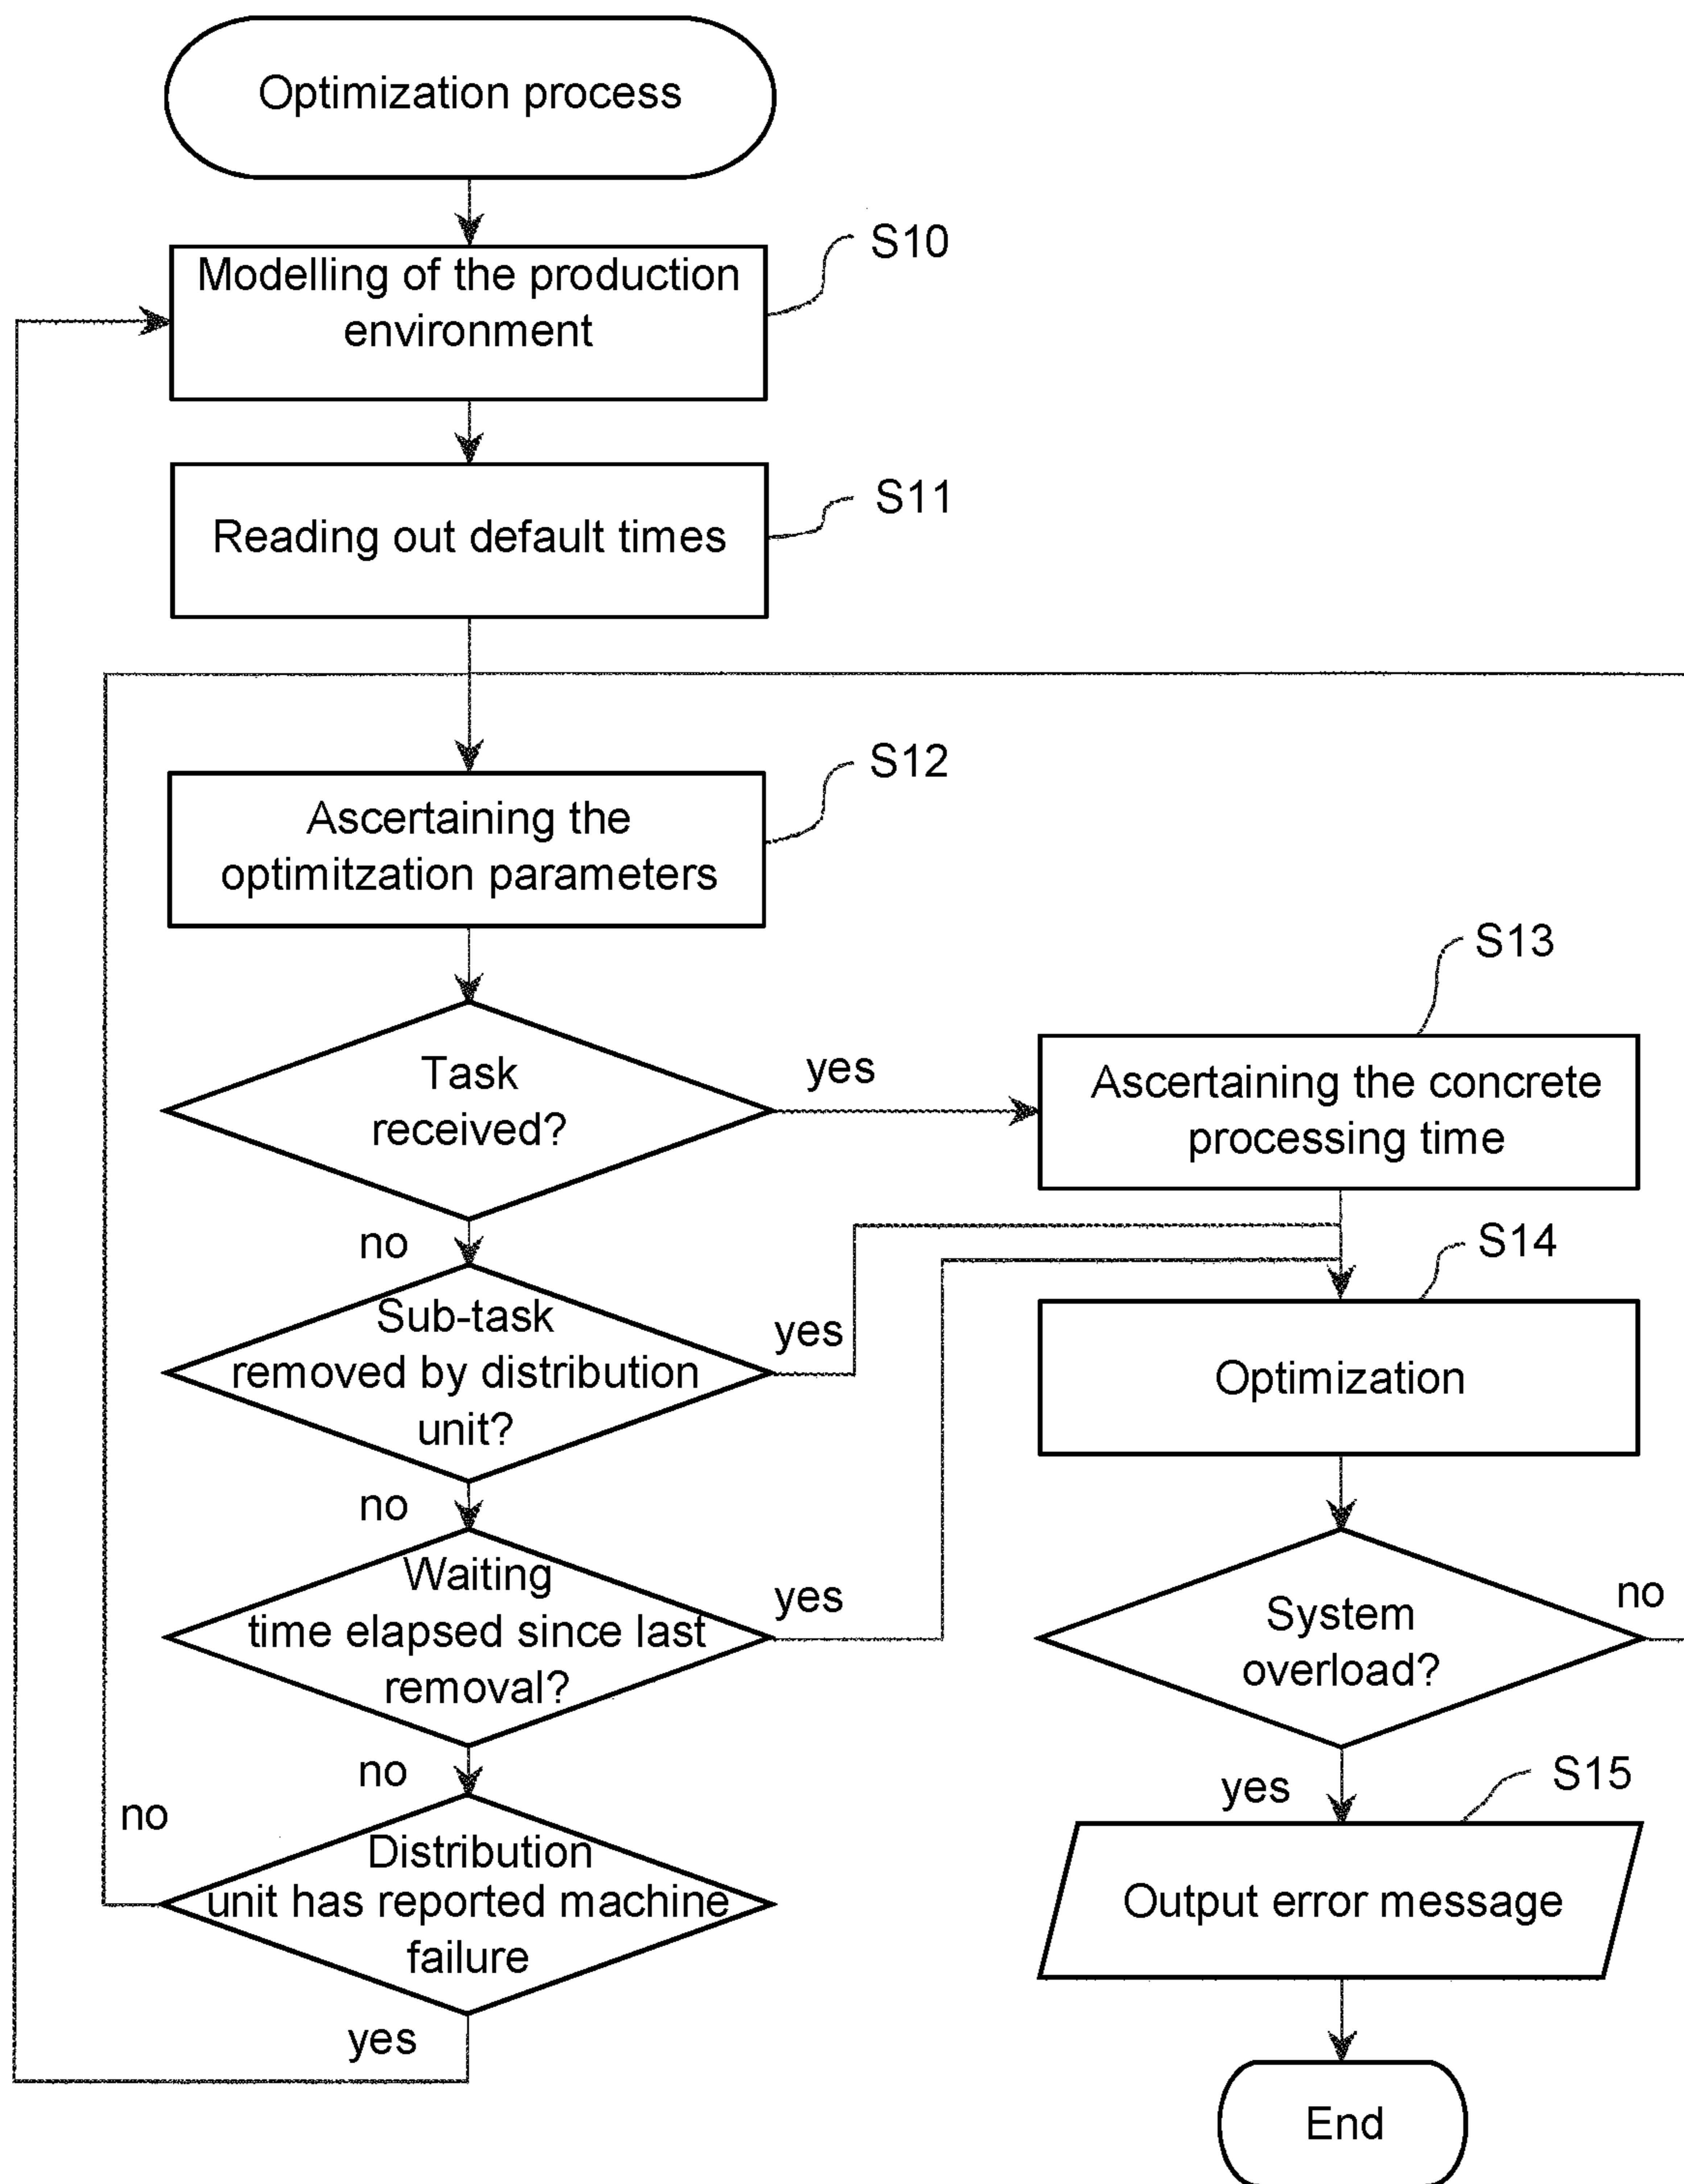 Optimization process
S10
Modelling of the production
environment
S11
Reading out default times
S12
Ascertaining the
optimitzation parameters
S13
Task
received?
yes
Ascertaining the concrete
processing time
no
S14
Sub-task
removed by distribution
unit?
yes
Optimization
no
Waiting
time elapsed since last
removal?
yes
System
overload?
no
no
yes
S15
no
Distribution
unit has reported machine
failure
Output error message
yes
End